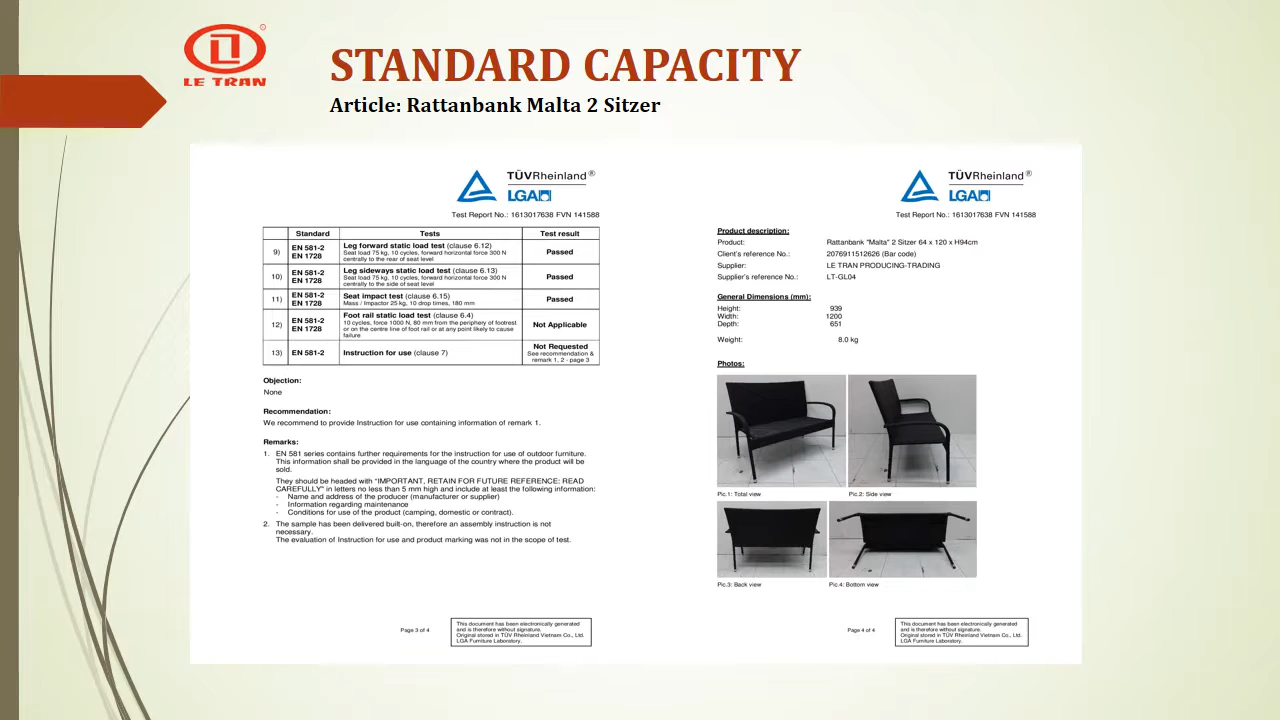 LE TRAN
STANDARD CAPACITY
Article: Rattanbank Malta 2 Sitzer
TÜVRheinland®
LGA
Test Report No.: 1613017638 FVN 141588
Standard Tests Test result
9) EN 581-2 EN 1728 Leg forward static load test (clause 6.12) Passed
Seat load 75 kg, 10 cycles, forward horizontal force 300 N
centrally to the rear of seat level
10) EN 581-2 EN 1728 Leg sideways static load test (clause 6.13) Passed
Seat load 75 kg, 10 cycles, forward horizontal force 300 N
centrally to the side of seat level
11) EN 581-2 EN 1728 Seat impact test (clause 6.15) Passed
Mass / Impactor 25 kg, 10 drop times, 180 mm
12) EN 581-2 EN 1728 Foot rail static load test (clause 6.4) Not Applicable
10 cycles, force 1000 N, 80 mm from the periphery of footrest
or on the centre line of foot rail or at any point likely to cause
failure
13) EN 581-2 Instruction for use (clause 7) Not Requested
See recommendation &
remark 1, 2 - page 3
Objection:
None
Recommendation:
We recommend to provide Instruction for use containing information of remark 1.
Remarks:
1. EN 581 series contains further requirements for the instruction for use of outdoor furniture.
This information shall be provided in the language of the country where the product will be
sold.
They should be headed with "IMPORTANT, RETAIN FOR FUTURE REFERENCE: READ
CAREFULLY" in letters no less than 5 mm high and include at least the following information:
- Name and address of the producer (manufacturer or supplier)
- Information regarding maintenance
- Conditions for use of the product (camping, domestic or contract).
2. The sample has been delivered built-on, therefore an assembly instruction is not
necessary.
The evaluation of Instruction for use and product marking was not in the scope of test.
Page 3 of 4
This document has been electronically generated
and is therefore without signature.
Original stored in TÜV Rheinland Vietnam Co., Ltd.
LGA Furniture Laboratory.
TÜVRheinland®
LGA
Test Report No.: 1613017638 FVN 141588
Product description:
Product: Rattanbank "Malta" 2 Sitzer 64 x 120 x H94cm
Client's reference No.: 2076911512626 (Bar code)
Supplier: LE TRAN PRODUCING-TRADING
Supplier's reference No.: LT-GL04
General Dimensions (mm):
Height: 939
Width: 1200
Depth: 651
Weight: 8.0 kg
Photos:
Pic.1: Total view
Pic.2: Side view
Pic.3: Back view
Pic.4: Bottom view
Page 4 of 4
This document has been electronically generated
and is therefore without signature.
Original stored in TÜV Rheinland Vietnam Co., Ltd.
LGA Furniture Laboratory.